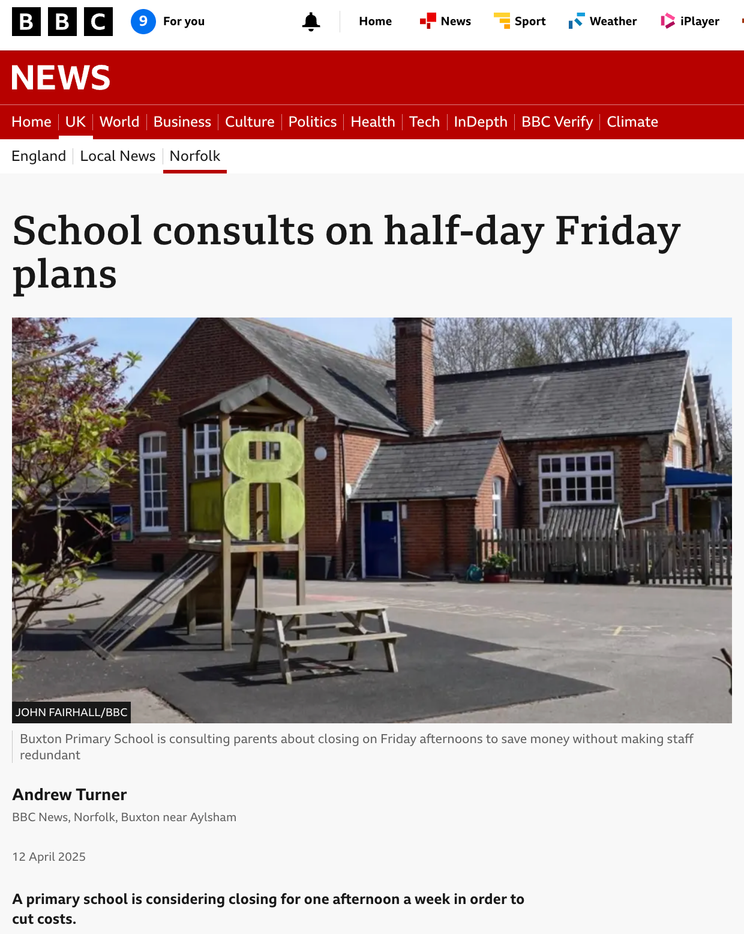 BBC 9 For you Home News Sport Weather iPlayer
NEWS
Home UK World Business Culture Politics Health Tech InDepth BBC Verify Climate
England Local News Norfolk
School consults on half-day Friday
plans
8
JOHN FAIRHALL/BBC
Buxton Primary School is consulting parents about closing on Friday afternoons to save money without making staff
redundant
Andrew Turner
BBC News, Norfolk, Buxton near Aylsham
12 April 2025
A primary school is considering closing for one afternoon a week in order to
cut costs.